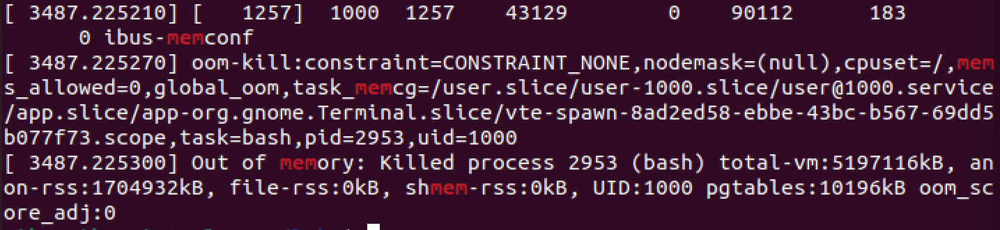 [ 3487.225210] [   1257]  1000  1257    43129        0    90112      183
      0 ibus-memconf
[ 3487.225270] oom-kill:constraint=CONSTRAINT_NONE,nodemask=(null),cpuset=/,mem
s_allowed=0,global_oom,task_memcg=/user.slice/user-1000.slice/user@1000.service
/app.slice/app-org.gnome.Terminal.slice/vte-spawn-8ad2ed58-ebbe-43bc-b567-69dd5
b077f73.scope,task=bash,pid=2953,uid=1000
[ 3487.225300] Out of memory: Killed process 2953 (bash) total-vm:5197116kB, an
on-rss:1704932kB, file-rss:0kB, shmem-rss:0kB, UID:1000 pgtables:10196kB oom_sc
ore_adj:0